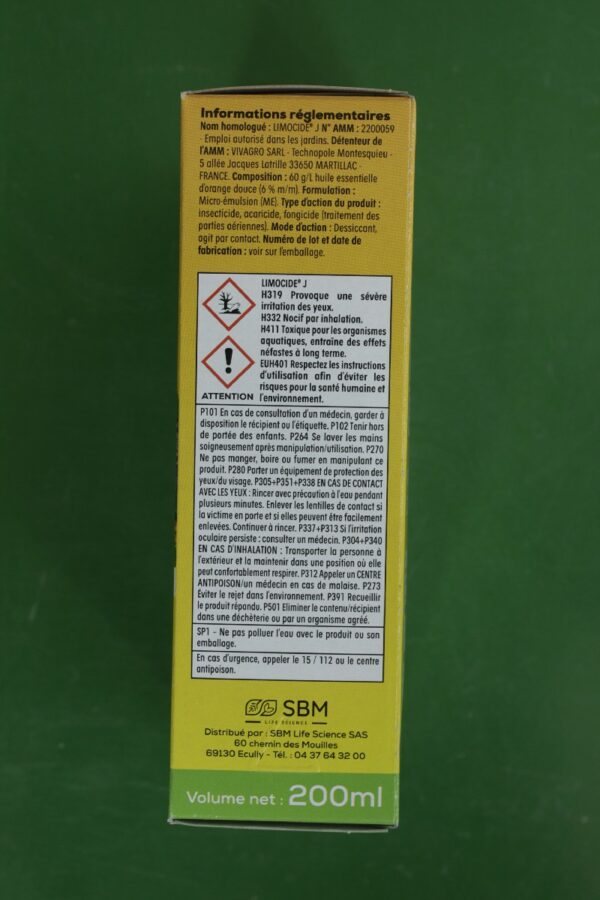 Informations réglementaires
Nom homologué : LIMOCIDE® J N° AMM : 2200059
- Emploi autorisé dans les jardins. Détenteur de
l'AMM : VIVAGRO SARL - Technopole Montesquieu -
5 allée Jacques Latrille 33650 MARTILLAC -
FRANCE. Composition : 60 g/L huile essentielle
d'orange douce (6 % m/m). Formulation :
Micro-émulsion (ME). Type d'action du produit :
insecticide, acaricide, fongicide (traitement des
parties aériennes). Mode d'action : Dessiccant,
agit par contact. Numéro de lot et date de
fabrication : voir sur l'emballage.
LIMOCIDE® J
H319 Provoque une sévère
irritation des yeux.
H332 Nocif par inhalation.
H411 Toxique pour les organismes
aquatiques, entraine des effets
néfastes à long terme.
EUH401 Respectez les instructions
d'utilisation afin d'éviter les
risques pour la santé humaine et
l'environnement.
ATTENTION
P101 En cas de consultation d'un médecin, garder à
disposition le récipient ou l'étiquette. P102 Tenir hors
de portée des enfants. P264 Se laver les mains
soigneusement après manipulation/utilisation. P270
Ne pas manger, boire ou fumer en manipulant ce
produit. P280 Porter un équipement de protection des
yeux/du visage. P305+P351+P338 EN CAS DE CONTACT
AVEC LES YEUX : Rincer avec précaution à l'eau pendant
plusieurs minutes. Enlever les lentilles de contact si
la victime en porte et si elles peuvent être facilement
enlevées. Continuer à rincer. P337+P313 Si l'irritation
oculaire persiste : consulter un médecin. P304+P340
EN CAS D'INHALATION : Transporter la personne à
l'extérieur et la maintenir dans une position où elle
peut confortablement respirer. P312 Appeler un CENTRE
ANTIPOISON/un médecin en cas de malaise. P273
Éviter le rejet dans l'environnement. P391 Recueillir
le produit répandu. P501 Eliminer le contenu/récipient
dans une déchèterie ou par un organisme agréé.
SP1 - Ne pas polluer l'eau avec le produit ou son
emballage.
En cas d'urgence, appeler le 15 / 112 ou le centre
antipoison.
SBM
LIFE SCIENCE
Distribué par : SBM Life Science SAS
60 chemin des Mouilles
69130 Ecully - Tél. : 04 37 64 32 00
Volume net : 200ml